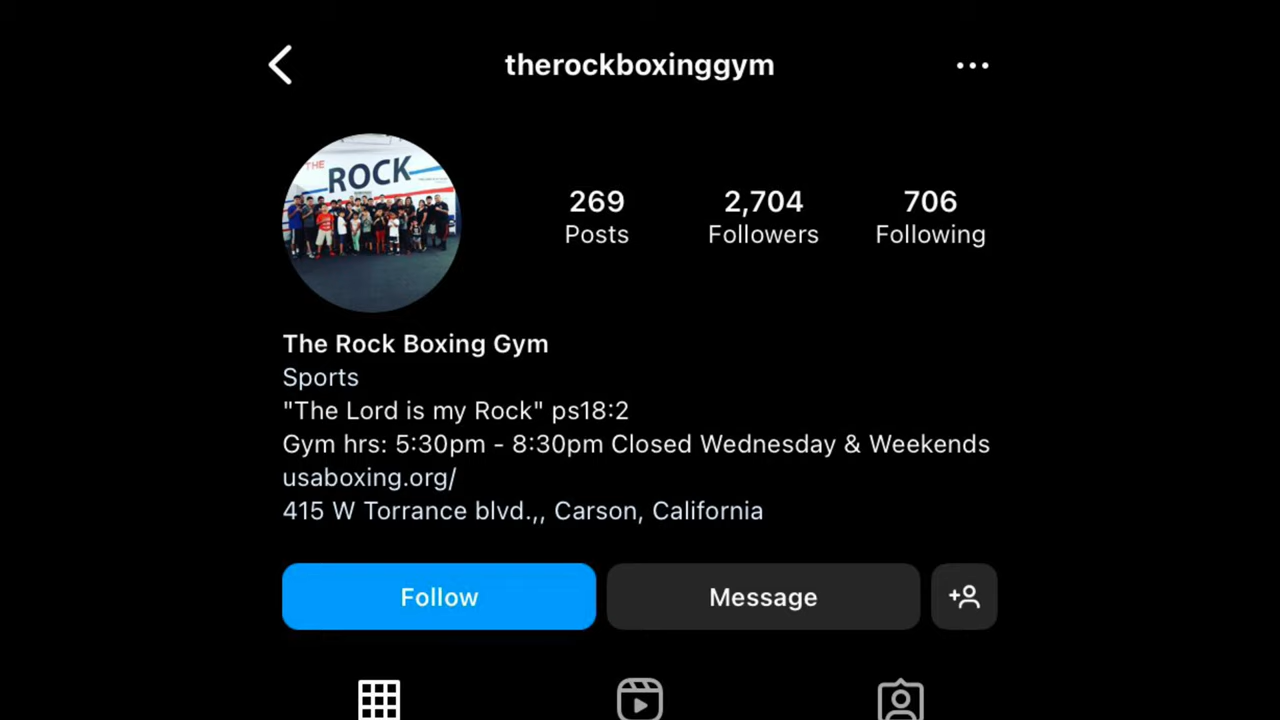 therockboxinggym
THE
ROCK
269
Posts
2,704
Followers
706
Following
The Rock Boxing Gym
Sports
"The Lord is my Rock" ps18:2
Gym hrs: 5:30pm - 8:30pm Closed Wednesday & Weekends
usaboxing.org/
415 W Torrance blvd.,, Carson, California
Follow
Message